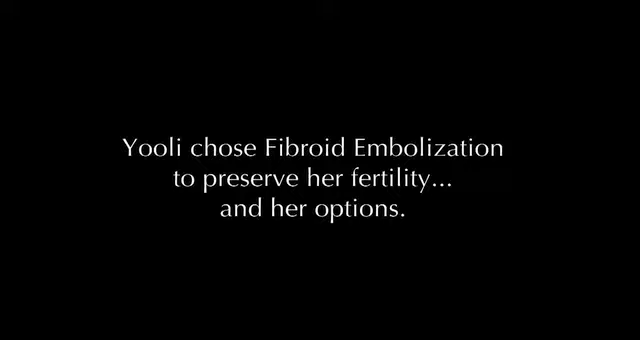 Yooli chose Fibroid Embolization
to preserve her fertility...
and her options.